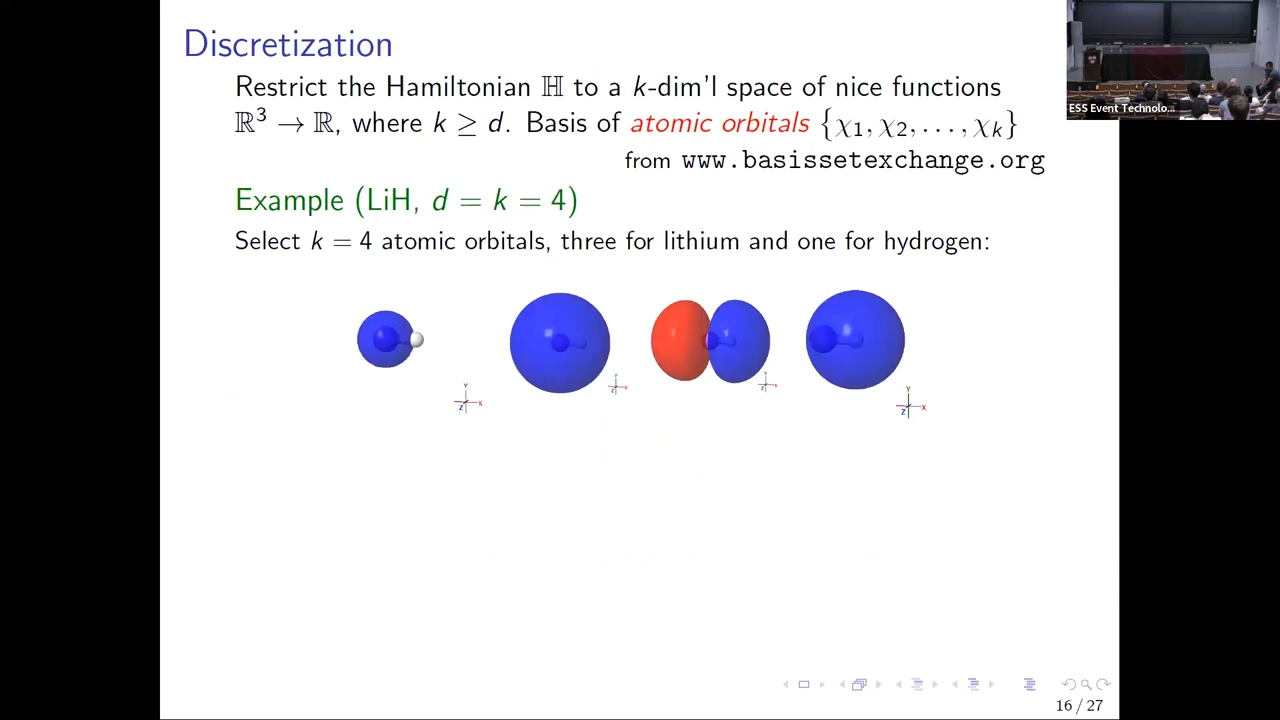 Discretization
Restrict the Hamiltonian ℍ to a k-dim'l space of nice functions
ℝ³ → ℝ, where k ≥ d. Basis of atomic orbitals {χ₁, χ₂, . . . , χₖ}
from www.basissetexchange.org
Example (LiH, d = k = 4)
Select k = 4 atomic orbitals, three for lithium and one for hydrogen:
Y
Z X
Y
Z X
Y
Z X
Y
Z X
16 / 27
ESS Event Technolo...